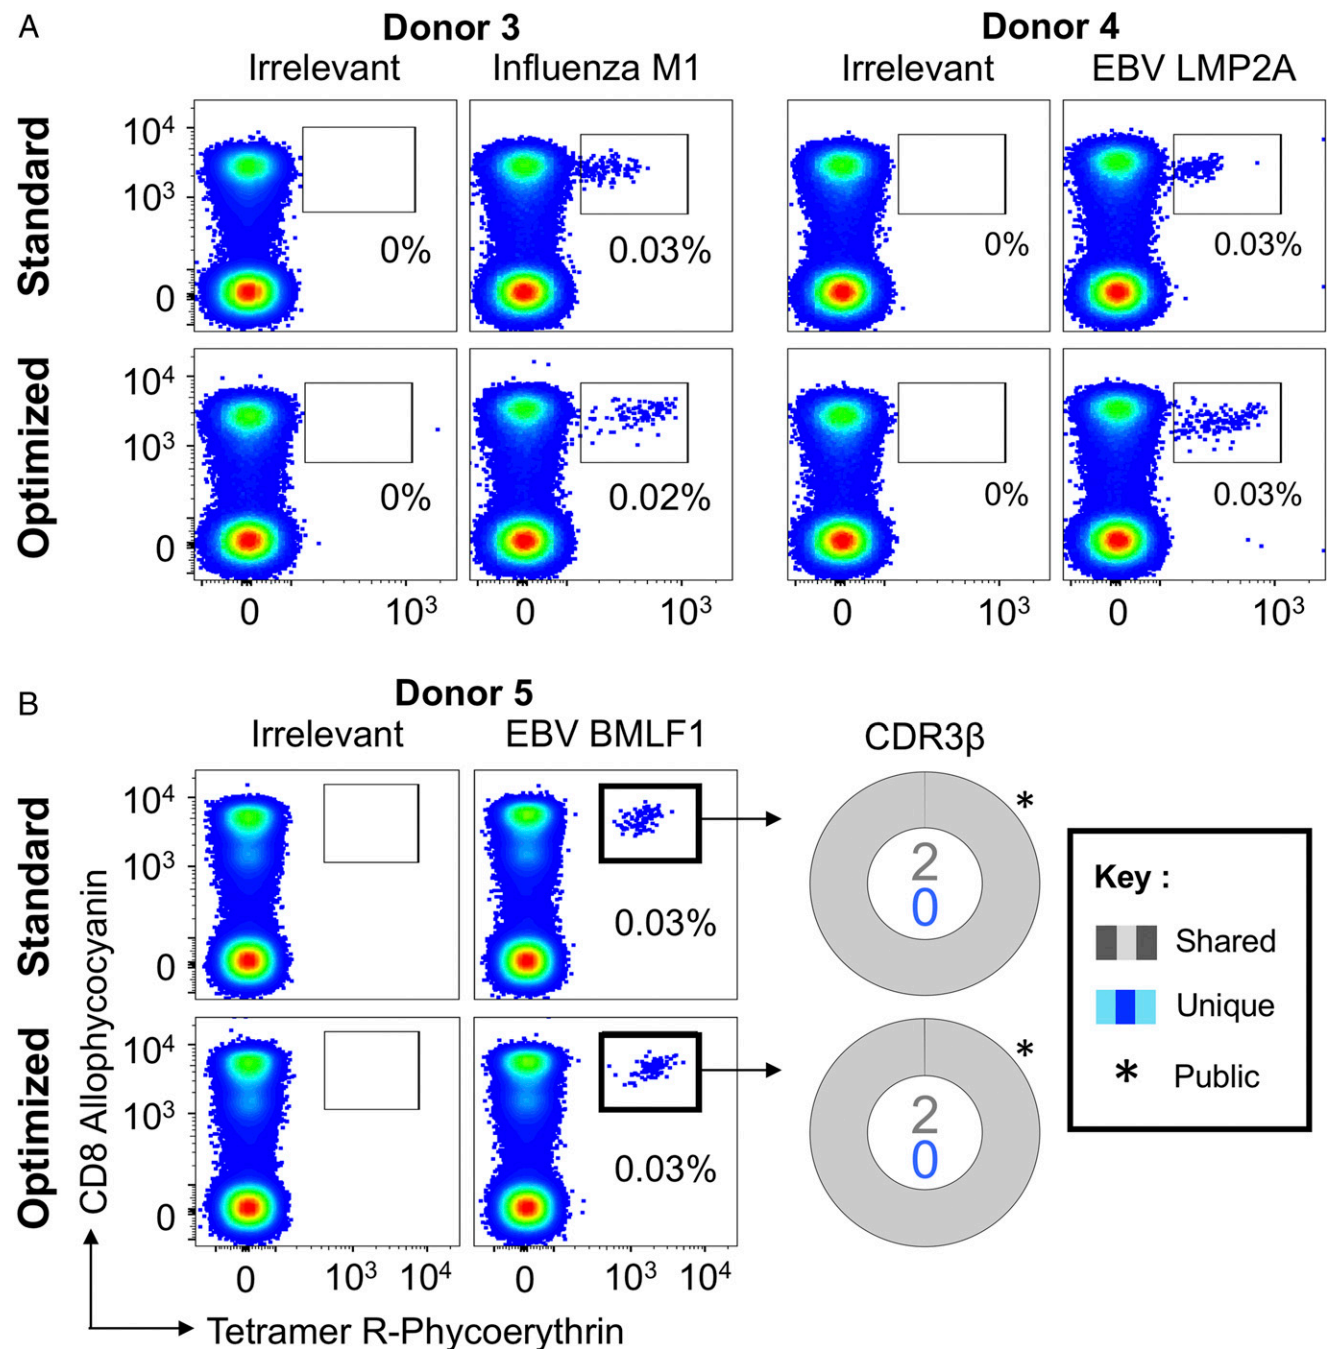 A
Donor 3
Donor 4
Irrelevant
Influenza M1
Irrelevant
EBV LMP2A
Standard
10⁴
10³
0
0%
0.03%
0%
0.03%
Optimized
10⁴
10³
0
0%
0.02%
0%
0.03%
0
10³
0
10³
0
10³
0
10³
B
Donor 5
Irrelevant
EBV BMLF1
CDR3β
Standard
10⁴
10³
0
0.03%
2
0
*
Key :
Shared
Unique
* Public
Optimized
10⁴
10³
0
0.03%
2
0
*
CD8 Allophycocyanin
0
10³
10⁴
0
10³
10⁴
Tetramer R-Phycoerythrin